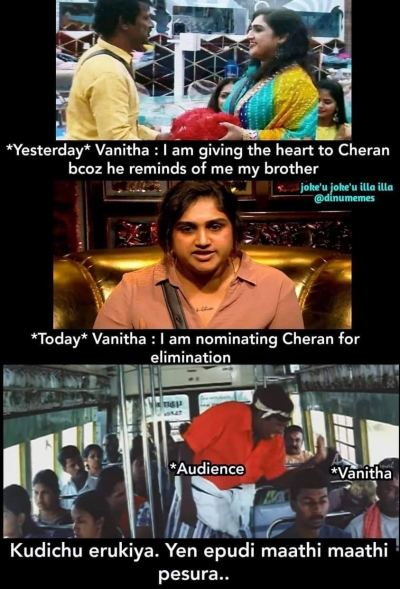 *Yesterday* Vanitha : I am giving the heart to Cheran
bcoz he reminds of me my brother
joke'u joke'u illa illa
@dinumemes
*Today* Vanitha : I am nominating Cheran for
elimination
*Audience
*Vanitha
Kudichu erukiya. Yen epudi maathi maathi
pesura..